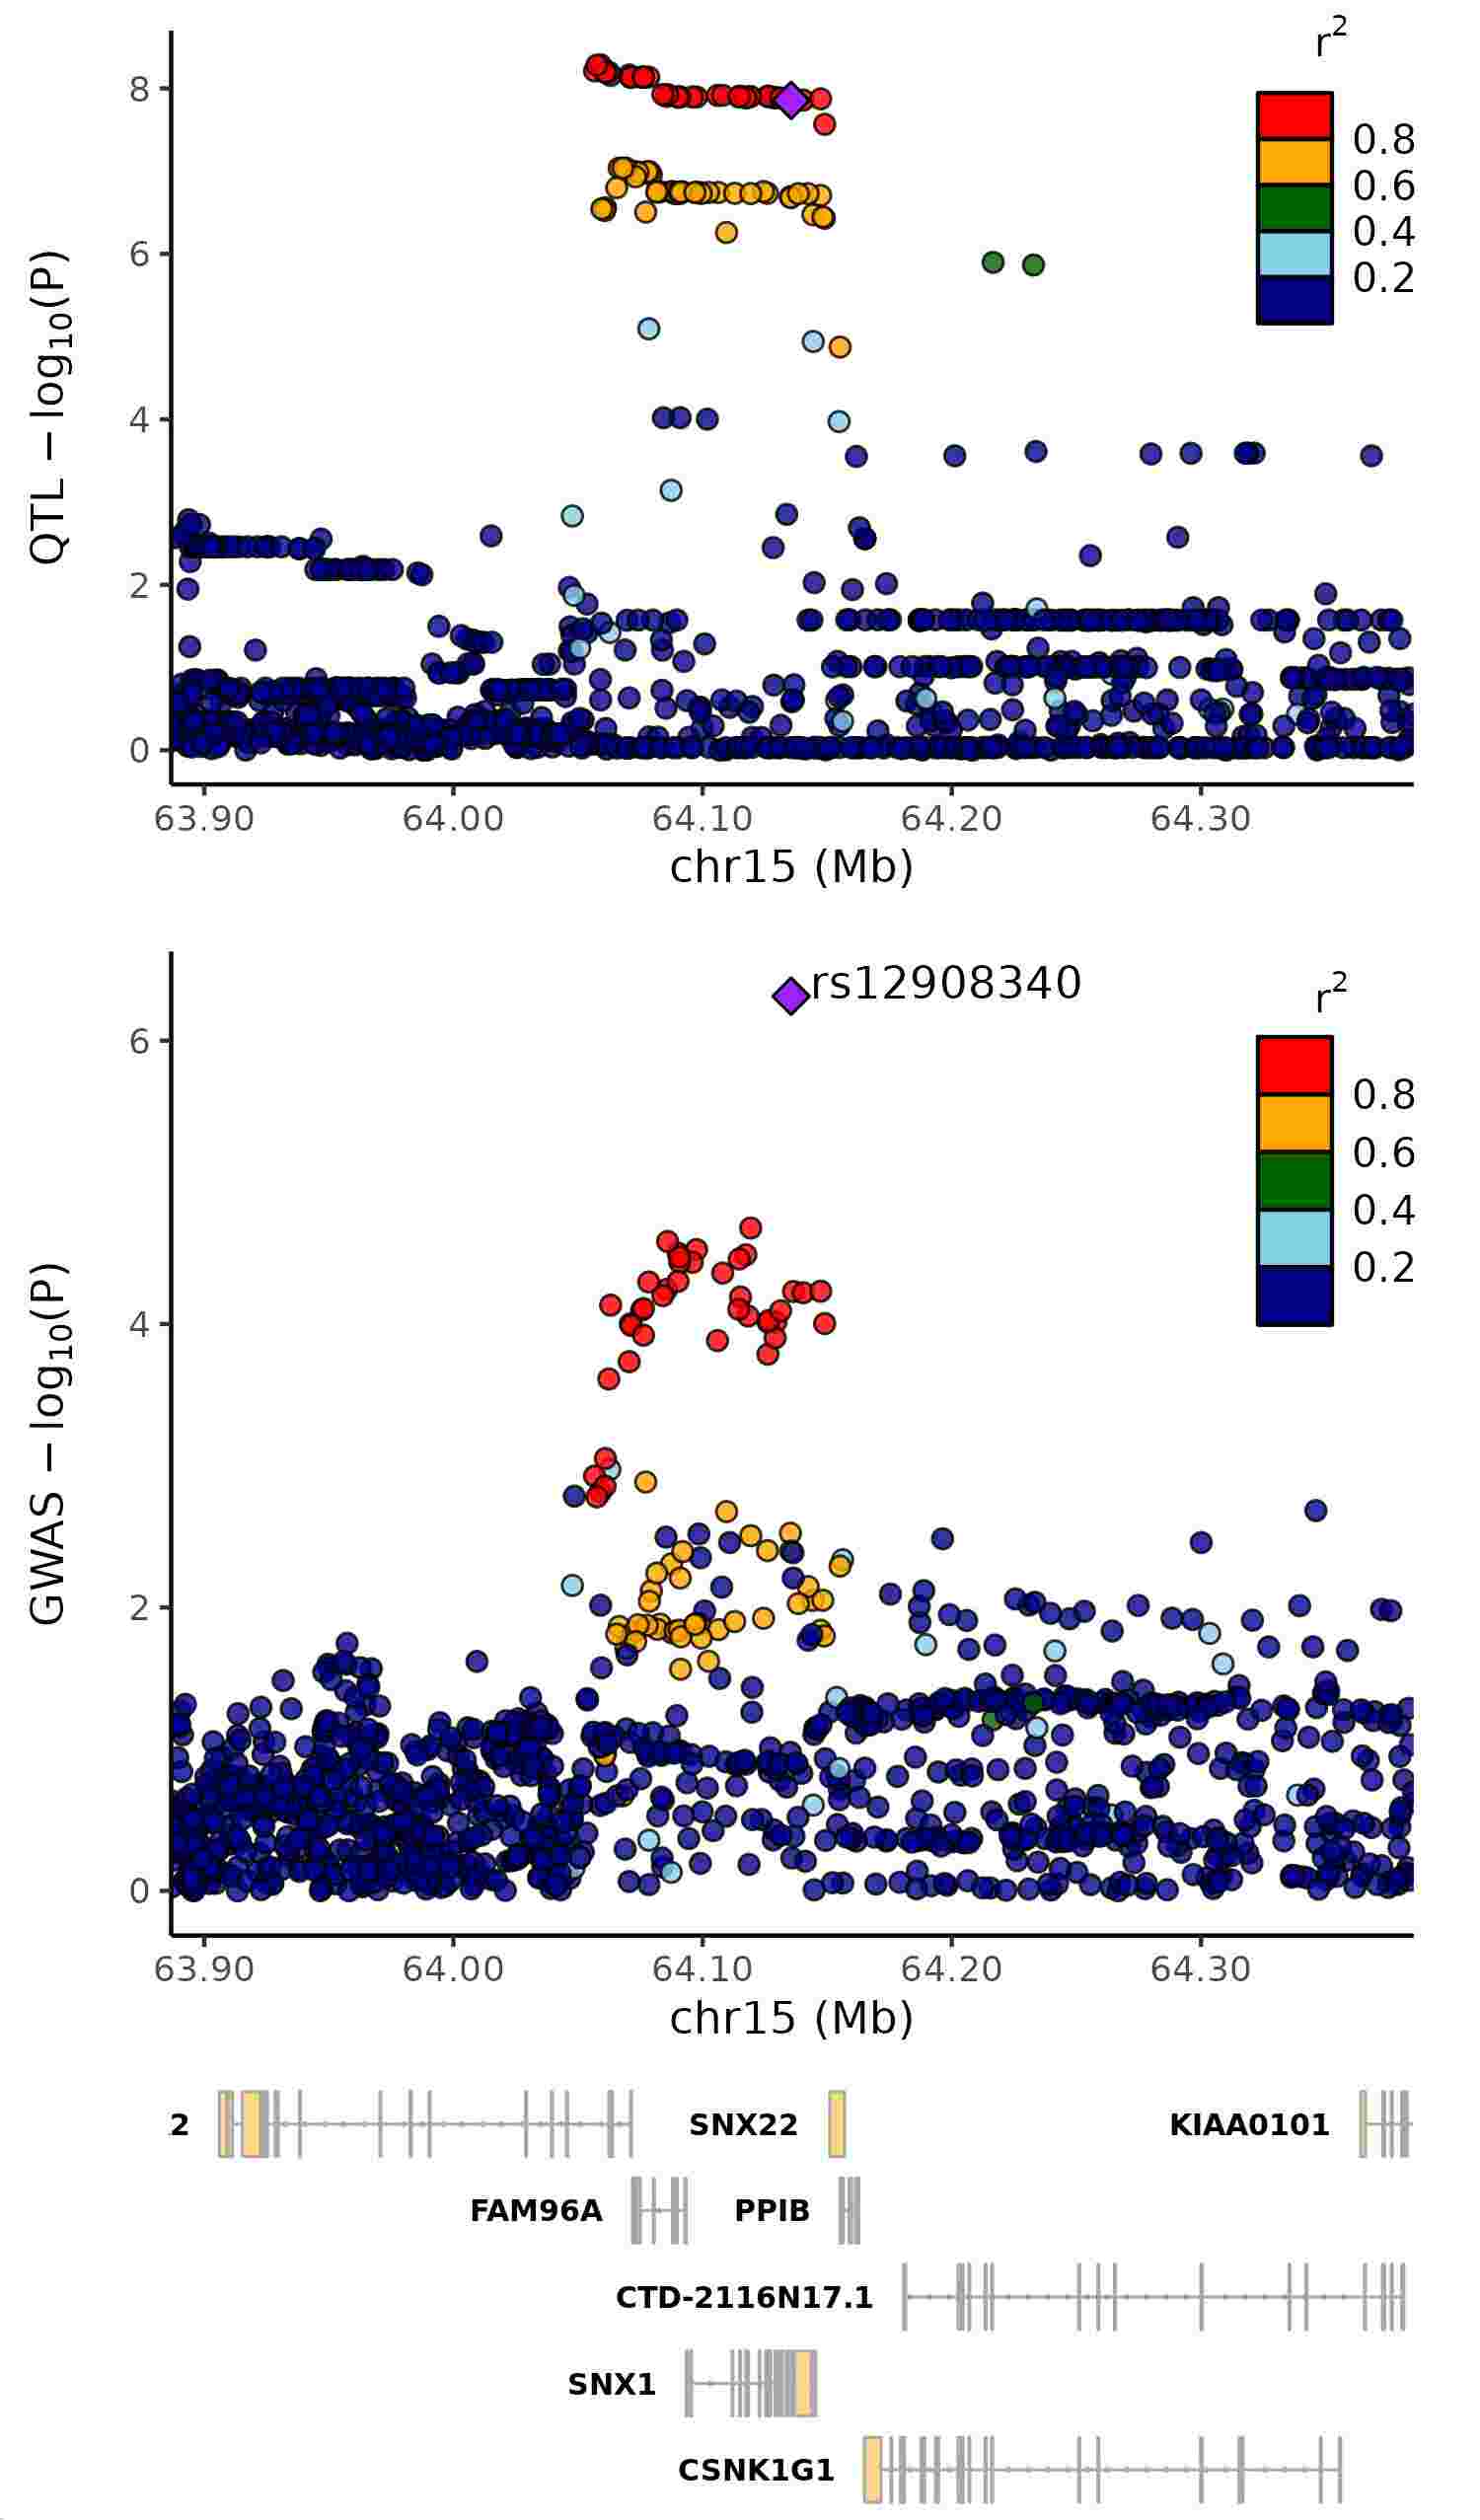 r2
8
6
4
2
0
0.8
0.6
0.4
0.2
QTL −log10(P)
63.90 64.00 64.10 64.20 64.30
chr15 (Mb)
rs12908340
r2
6
4
2
0
0.8
0.6
0.4
0.2
GWAS −log10(P)
63.90 64.00 64.10 64.20 64.30
chr15 (Mb)
2 SNX22 KIAA0101
FAM96A PPIB
CTD-2116N17.1
SNX1
CSNK1G1